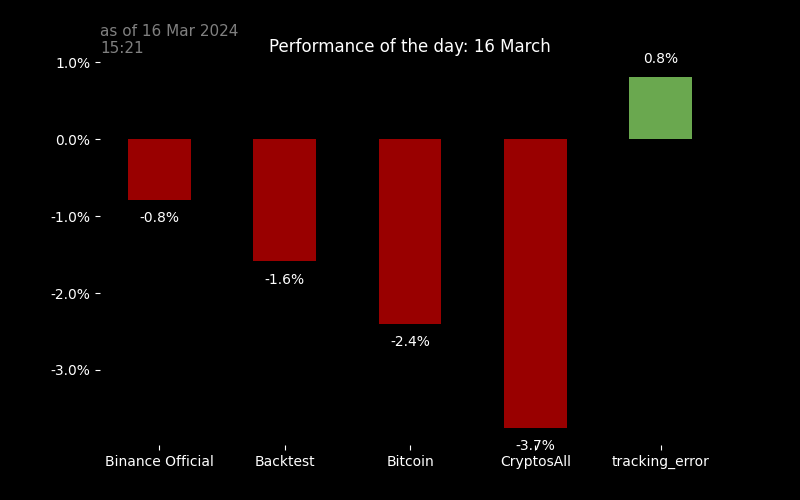 as of 16 Mar 2024
15:21
Performance of the day: 16 March
1.0%
0.0%
-1.0%
-2.0%
-3.0%
-0.8%
-1.6%
-2.4%
-3.7%
0.8%
Binance Official
Backtest
Bitcoin
CryptosAll
tracking_error